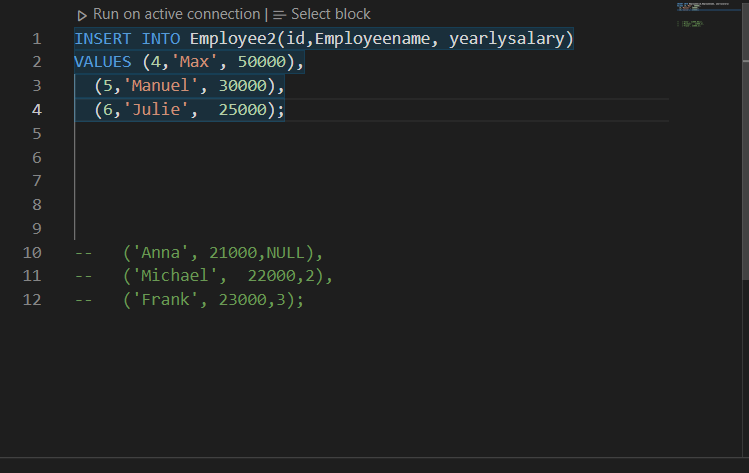 Run on active connection | Select block
1 INSERT INTO Employee2(id,Employeename, yearlysalary)
2 VALUES (4,'Max', 50000),
3   (5,'Manuel', 30000),
4   (6,'Julie',  25000);
5
6
7
8
9
10 --   ('Anna', 21000,NULL),
11 --   ('Michael',  22000,2),
12 --   ('Frank', 23000,3);